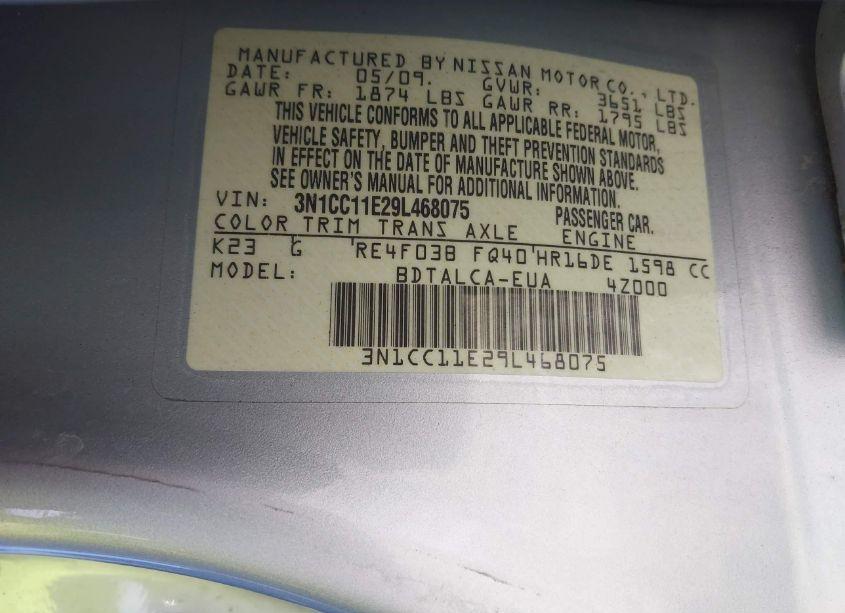 MANUFACTURED BY NISSAN MOTOR CO., LTD.
DATE: 05/09. GVWR: 3651 LBS
GAWR FR: 1874 LBS GAWR RR: 1795 LBS
THIS VEHICLE CONFORMS TO ALL APPLICABLE FEDERAL MOTOR,
VEHICLE SAFETY, BUMPER AND THEFT PREVENTION STANDARDS
IN EFFECT ON THE DATE OF MANUFACTURE SHOWN ABOVE.
SEE OWNER'S MANUAL FOR ADDITIONAL INFORMATION.
VIN: 3N1CC11E29L468075 PASSENGER CAR.
COLOR TRIM TRANS AXLE ENGINE
K23 G RE4F03B FQ40 HR16DE 1598 CC
MODEL: BDTALCA-EUA 4Z000
3N1CC11E29L468075